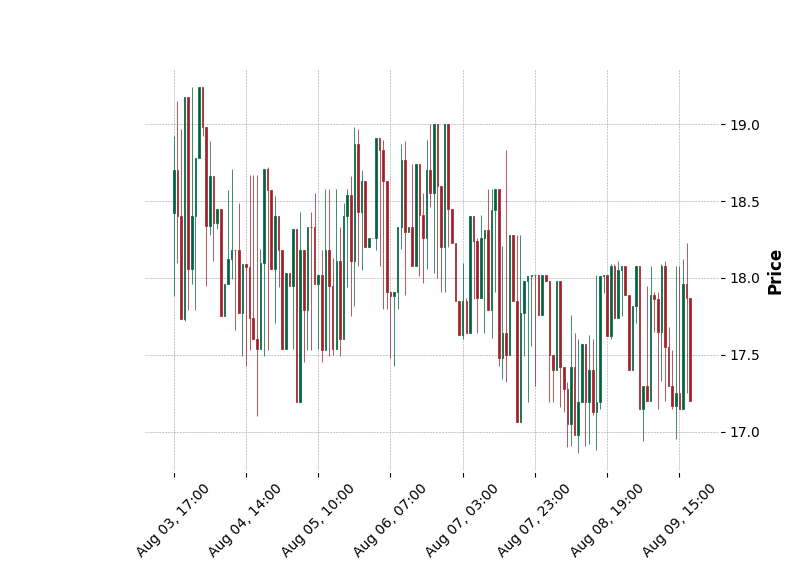 19.0
18.5
18.0
17.5
17.0
Price
Aug 03, 17:00
Aug 04, 14:00
Aug 05, 10:00
Aug 06, 07:00
Aug 07, 03:00
Aug 07, 23:00
Aug 08, 19:00
Aug 09, 15:00